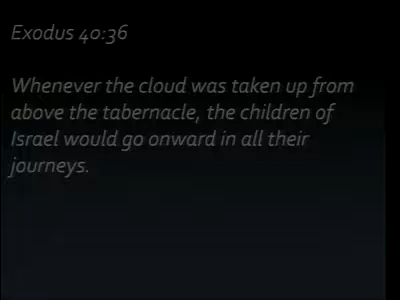 Exodus 40:36
Whenever the cloud was taken up from
above the tabernacle, the children of
Israel would go onward in all their
journeys.